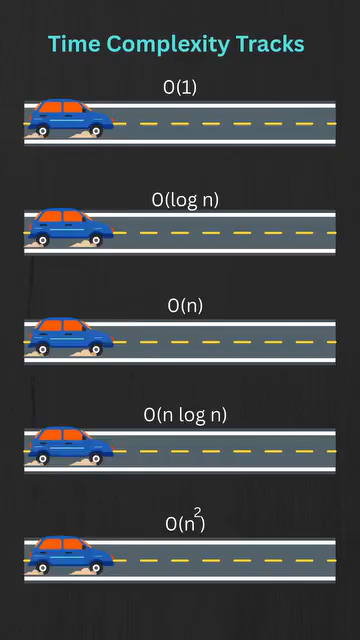 Time Complexity Tracks
O(1)
O(log n)
O(n)
O(n log n)
O(n²)